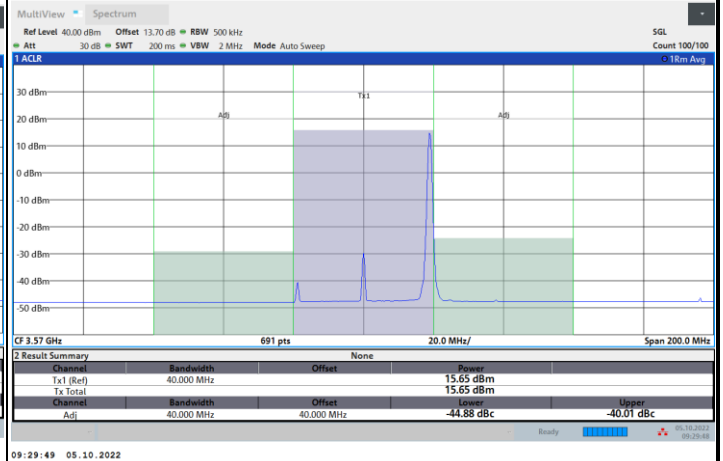 MultiView Spectrum
Ref Level 40.00 dBm Offset 13.70 dB RBW 500 kHz SGL
Att 30 dB SWT 200 ms VBW 2 MHz Mode Auto Sweep Count 100/100
1 ACLR 1Rm Avg
Tx1
30 dBm
Adj Adj
20 dBm
10 dBm
0 dBm
-10 dBm
-20 dBm
-30 dBm
-40 dBm
-50 dBm
CF 3.57 GHz 691 pts 20.0 MHz/ Span 200.0 MHz
2 Result Summary None
Channel Bandwidth Offset Power
Tx1 (Ref) 40.000 MHz 15.65 dBm
Tx Total 15.65 dBm
Channel Bandwidth Offset Lower Upper
Adj 40.000 MHz 40.000 MHz -44.88 dBc -40.01 dBc
Ready 05.10.2022
09:29:48
09:29:49 05.10.2022